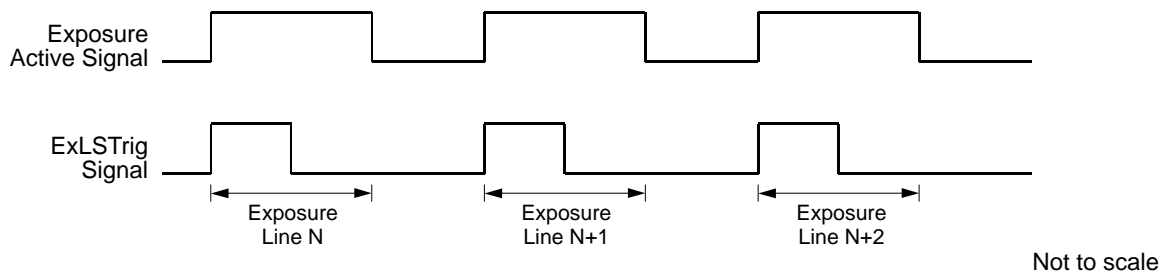 Exposure
Active Signal
ExLSTrig
Signal
Exposure
Line N
Exposure
Line N+1
Exposure
Line N+2
Not to scale